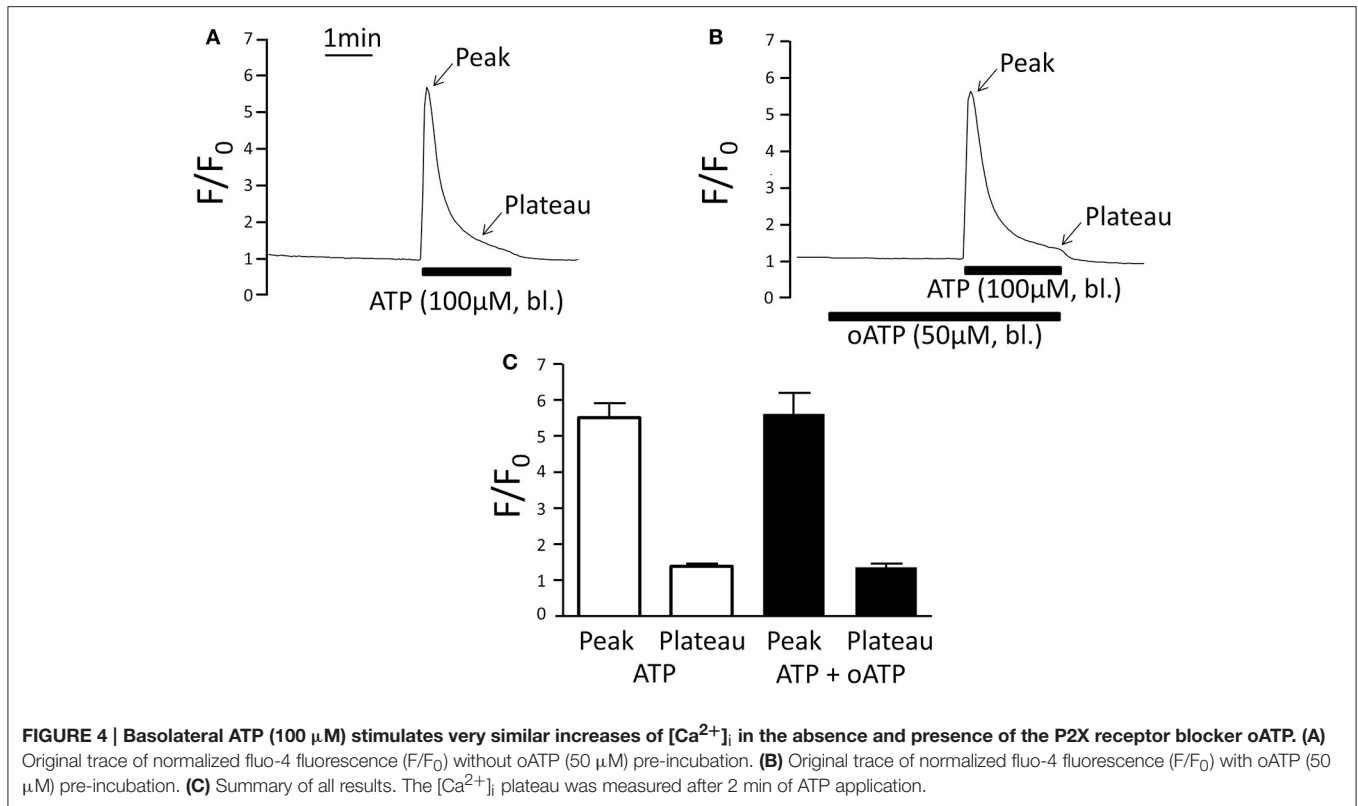 A
7
6
5
4
3
2
1
0
F/F₀
1min
Peak
Plateau
ATP (100µM, bl.)
B
7
6
5
4
3
2
1
0
F/F₀
Peak
Plateau
ATP (100µM, bl.)
oATP (50µM, bl.)
C
7
6
5
4
3
2
1
0
F/F₀
Peak Plateau Peak Plateau
ATP ATP + oATP
FIGURE 4 | Basolateral ATP (100 µM) stimulates very similar increases of [Ca²⁺]ᵢ in the absence and presence of the P2X receptor blocker oATP. (A)
Original trace of normalized fluo-4 fluorescence (F/F₀) without oATP (50 µM) pre-incubation. (B) Original trace of normalized fluo-4 fluorescence (F/F₀) with oATP (50
µM) pre-incubation. (C) Summary of all results. The [Ca²⁺]ᵢ plateau was measured after 2 min of ATP application.